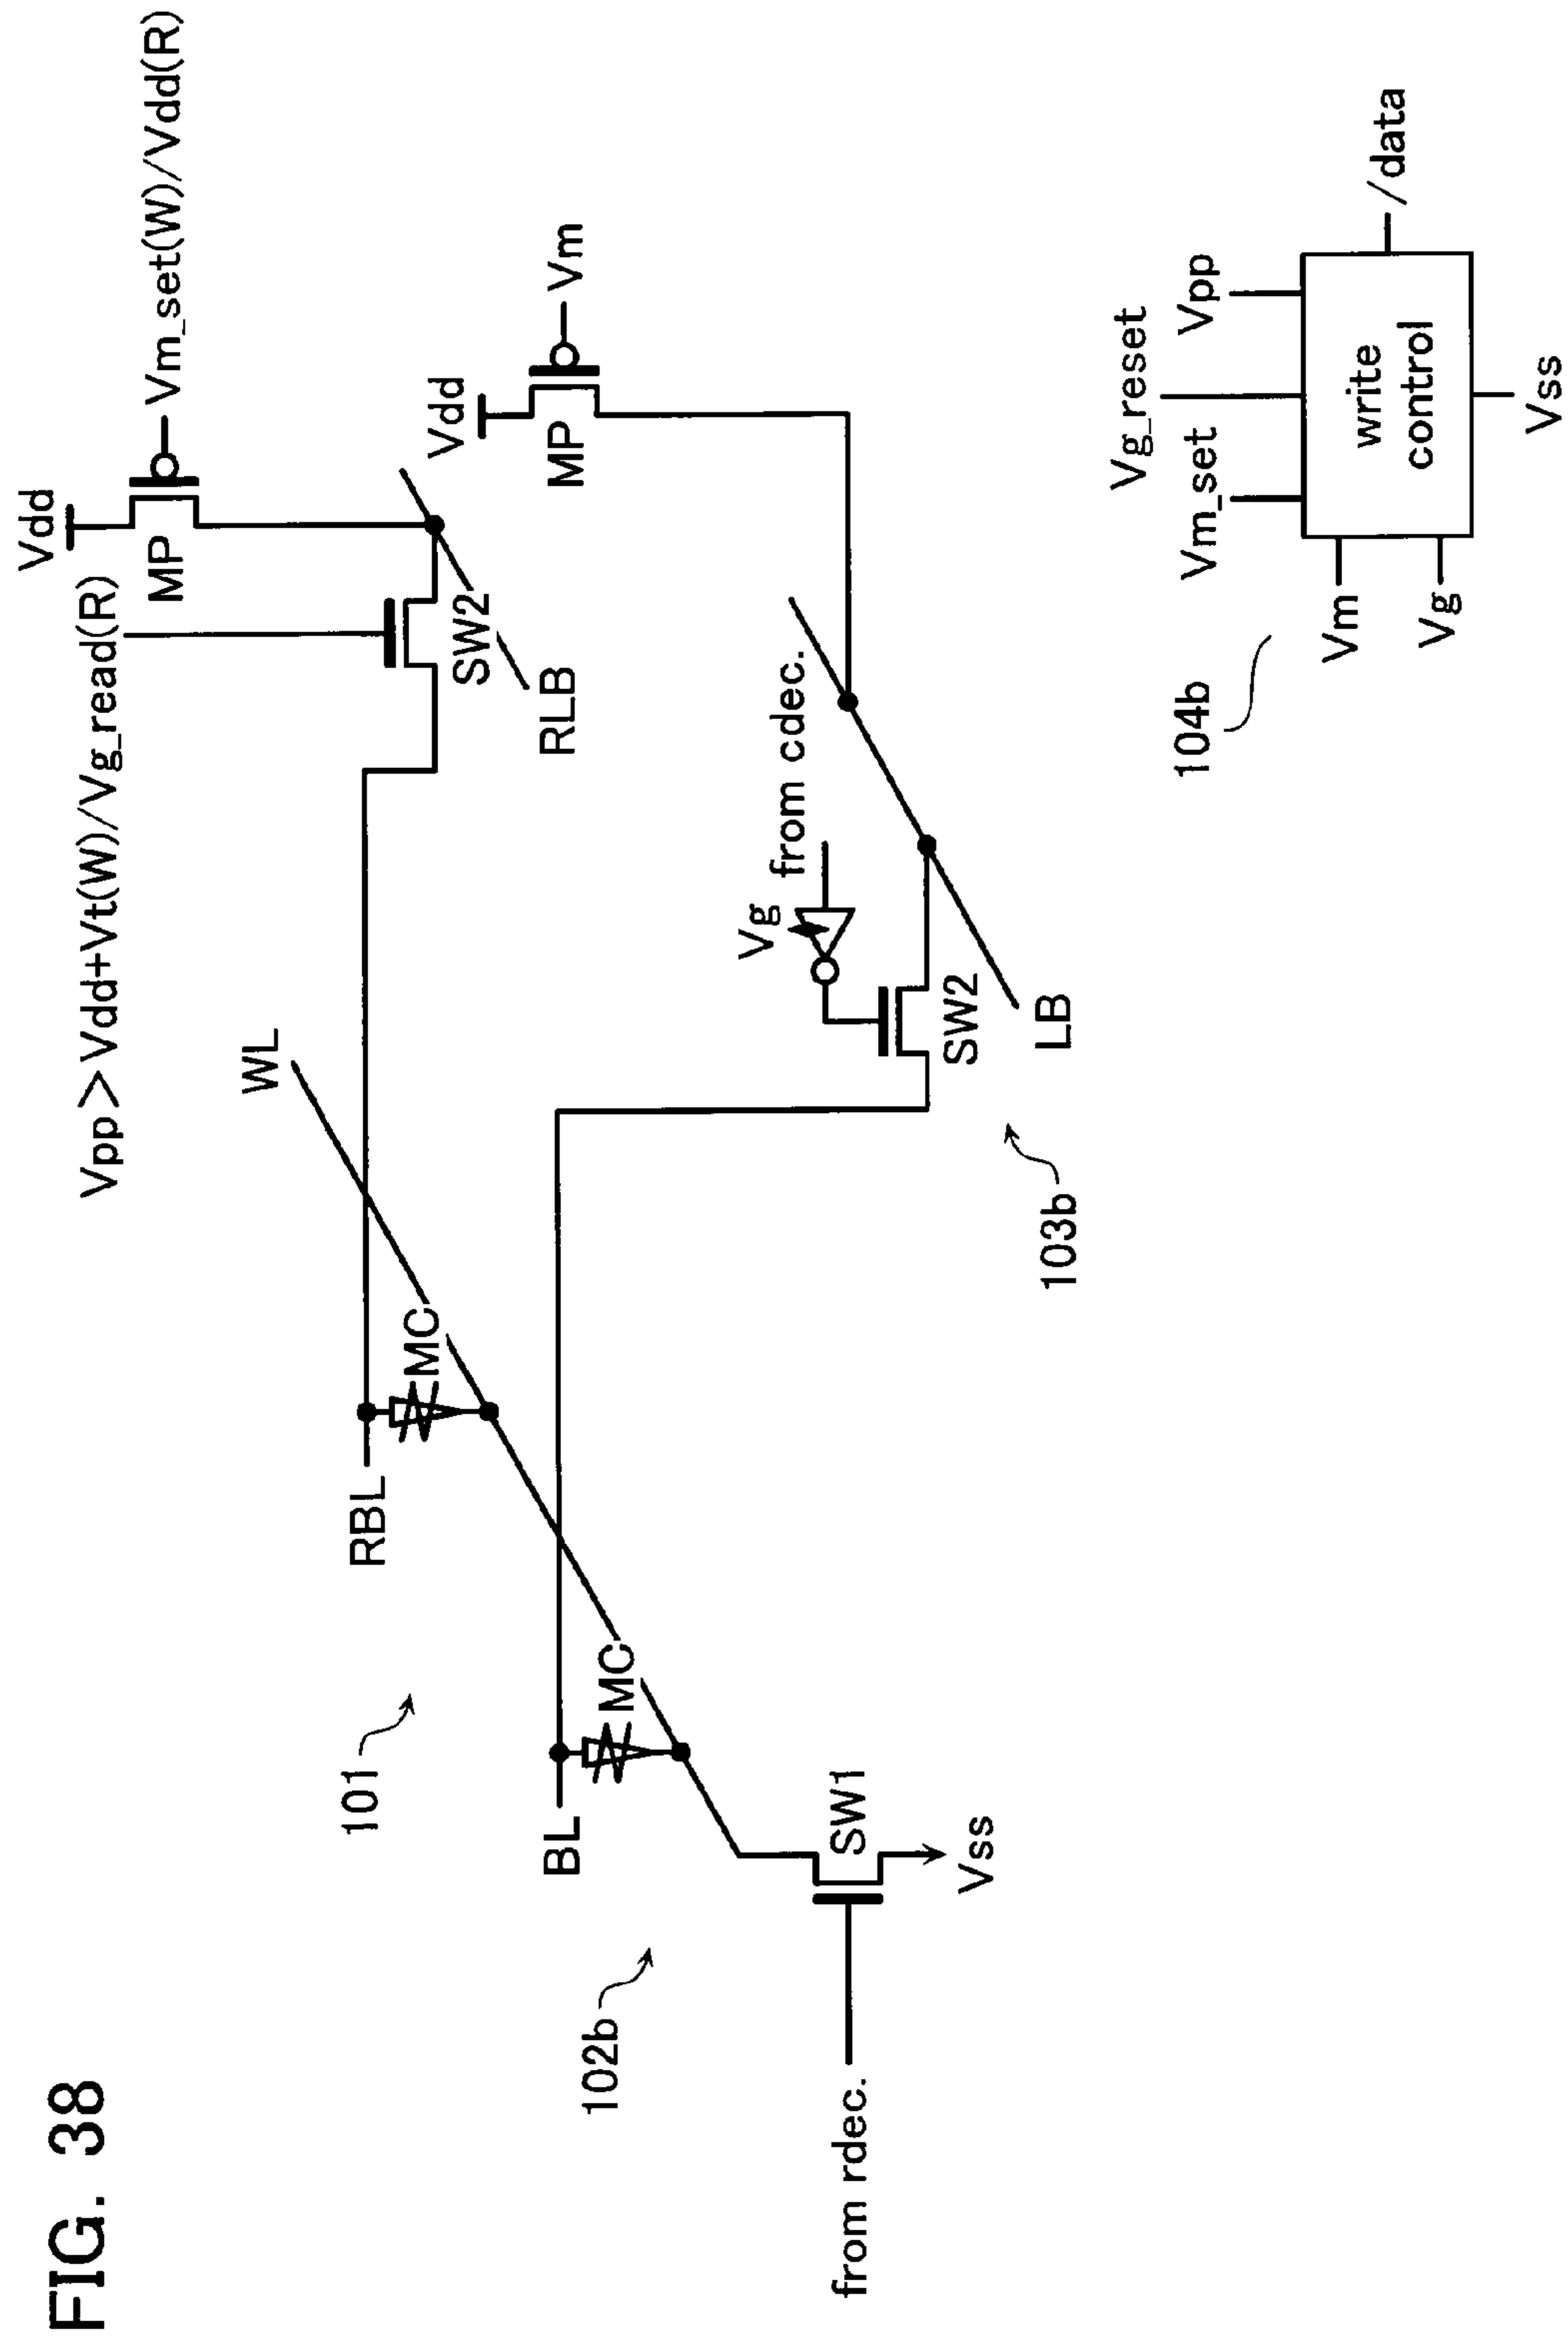 FIG. 38
Vpp>Vdd+Vt(W)/Vg_read(R)
Vdd
MP
Vm_set(W)/Vdd(R)
SW2
RLB
WL
RBL
MC
101
Vdd
MP
Vm
BL
MC
102b
from rdec.
SW1
Vss
Vg
from cdec.
SW2
LB
103b
104b
Vm_set
Vg_reset
Vpp
Vm
Vg
write
control
/data
Vss